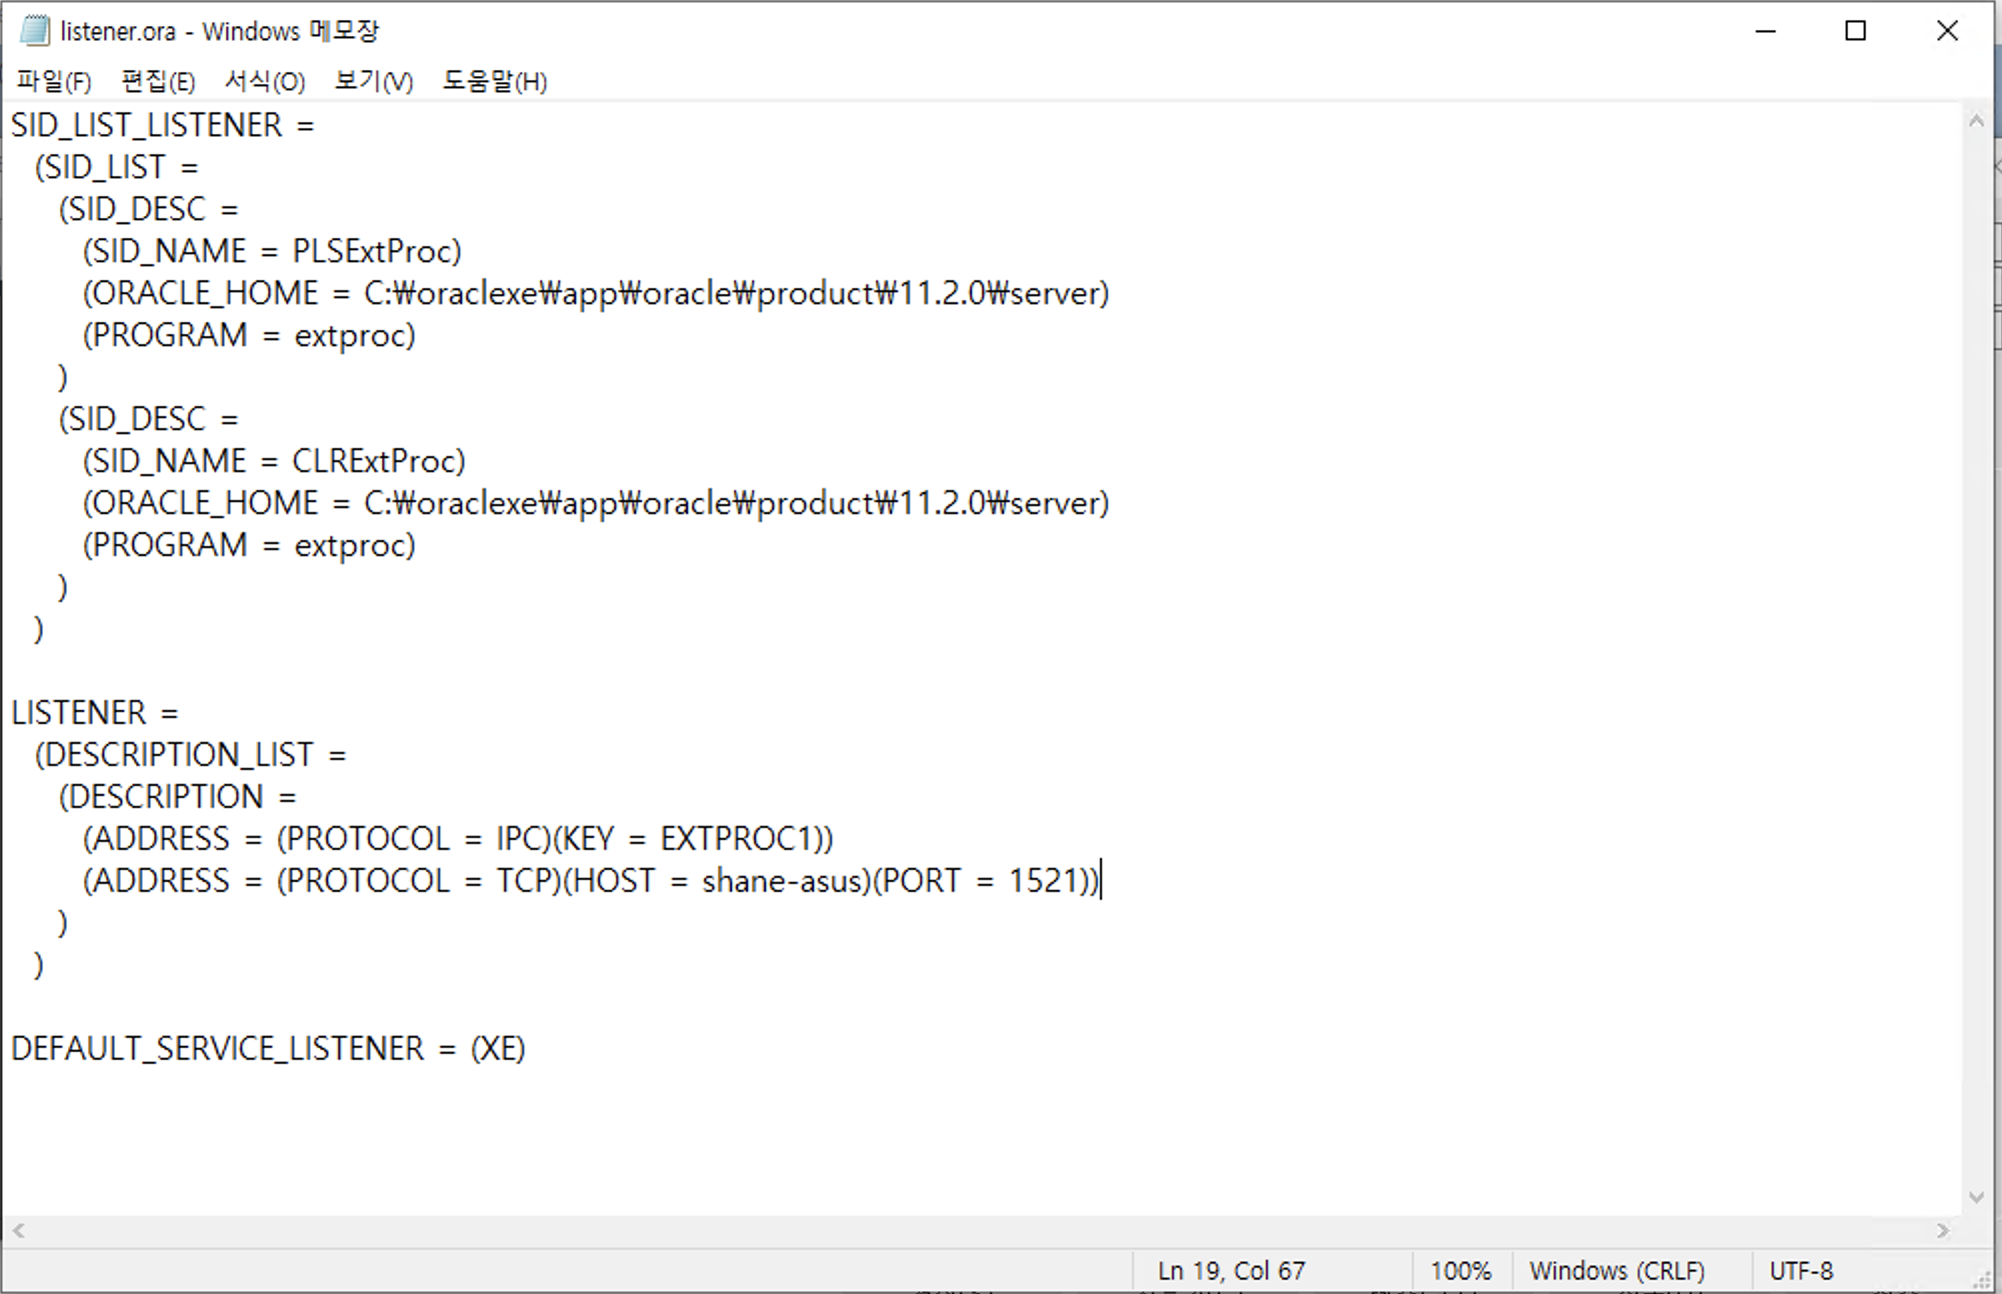 listener.ora - Windows 메모장
파일(F) 편집(E) 서식(O) 보기(V) 도움말(H)
SID_LIST_LISTENER =
  (SID_LIST =
    (SID_DESC =
      (SID_NAME = PLSExtProc)
      (ORACLE_HOME = C:₩oraclexe₩app₩oracle₩product₩11.2.0₩server)
      (PROGRAM = extproc)
    )
    (SID_DESC =
      (SID_NAME = CLRExtProc)
      (ORACLE_HOME = C:₩oraclexe₩app₩oracle₩product₩11.2.0₩server)
      (PROGRAM = extproc)
    )
  )

LISTENER =
  (DESCRIPTION_LIST =
    (DESCRIPTION =
      (ADDRESS = (PROTOCOL = IPC)(KEY = EXTPROC1))
      (ADDRESS = (PROTOCOL = TCP)(HOST = shane-asus)(PORT = 1521))
    )
  )

DEFAULT_SERVICE_LISTENER = (XE)
Ln 19, Col 67 100% Windows (CRLF) UTF-8